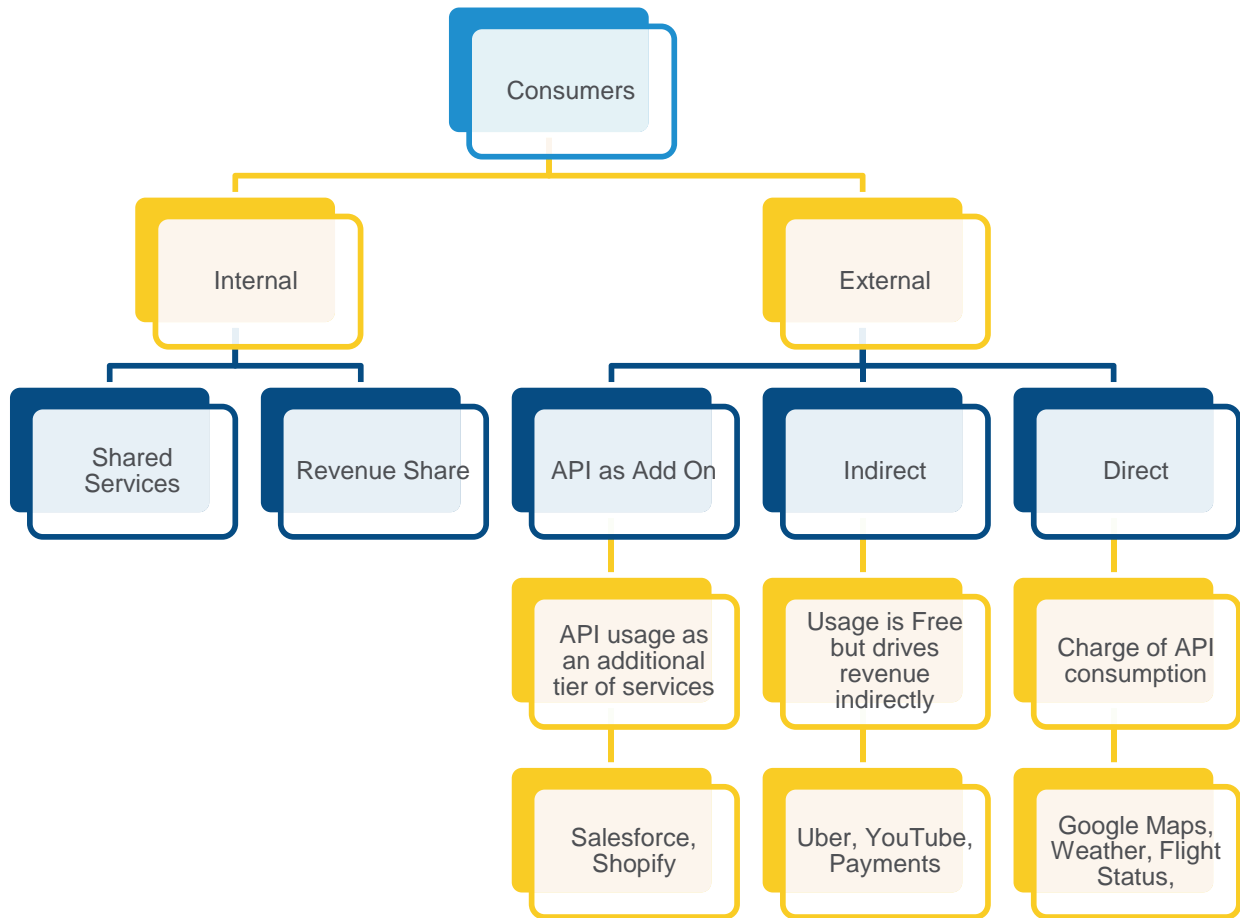 Consumers
Internal
External
Shared
Services
Revenue Share
API as Add On
Indirect
Direct
API usage as
an additional
tier of services
Usage is Free
but drives
revenue
indirectly
Charge of API
consumption
Salesforce,
Shopify
Uber, YouTube,
Payments
Google Maps,
Weather, Flight
Status,